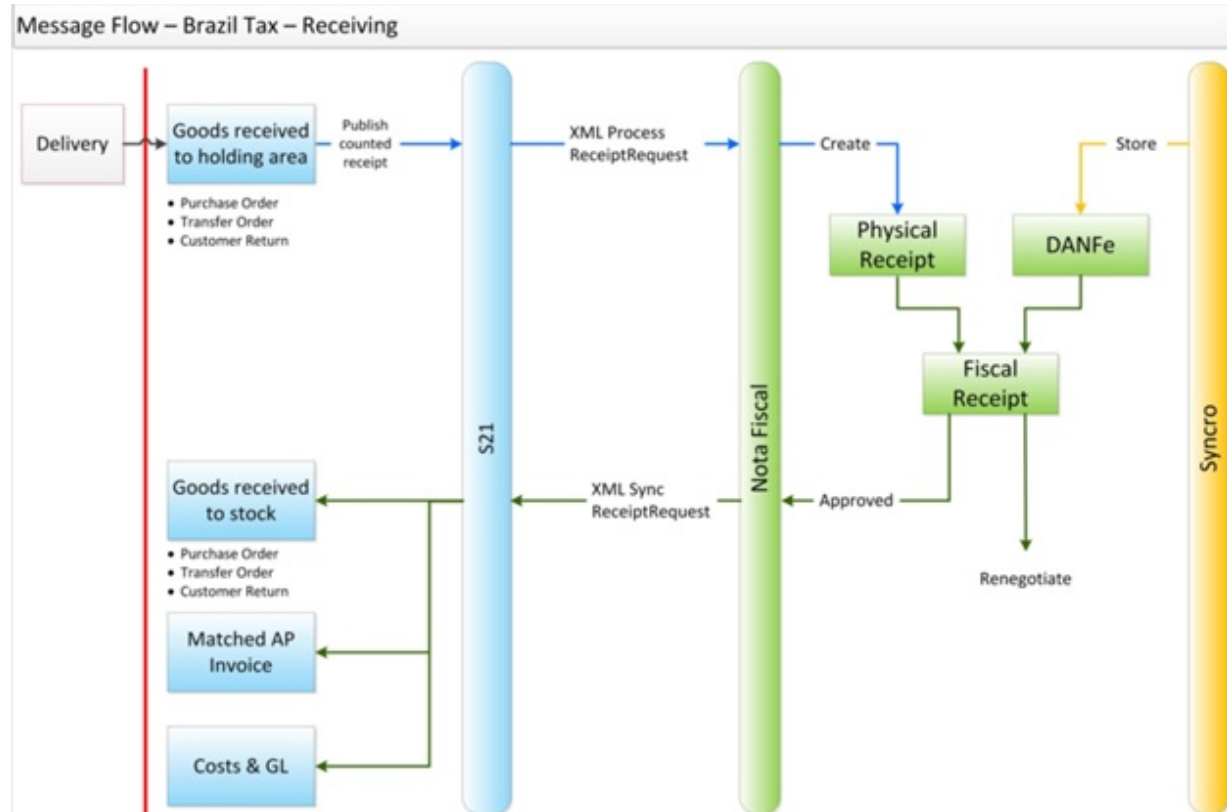 Message Flow – Brazil Tax – Receiving
Delivery
Goods received
to holding area
Publish
counted
receipt
• Purchase Order
• Transfer Order
• Customer Return
S21
XML Process
ReceiptRequest
Nota Fiscal
Create
Store
Physical
Receipt
DANFe
Fiscal
Receipt
Syncro
Goods received
to stock
XML Sync
ReceiptRequest
Approved
• Purchase Order
• Transfer Order
• Customer Return
Renegotiate
Matched AP
Invoice
Costs & GL